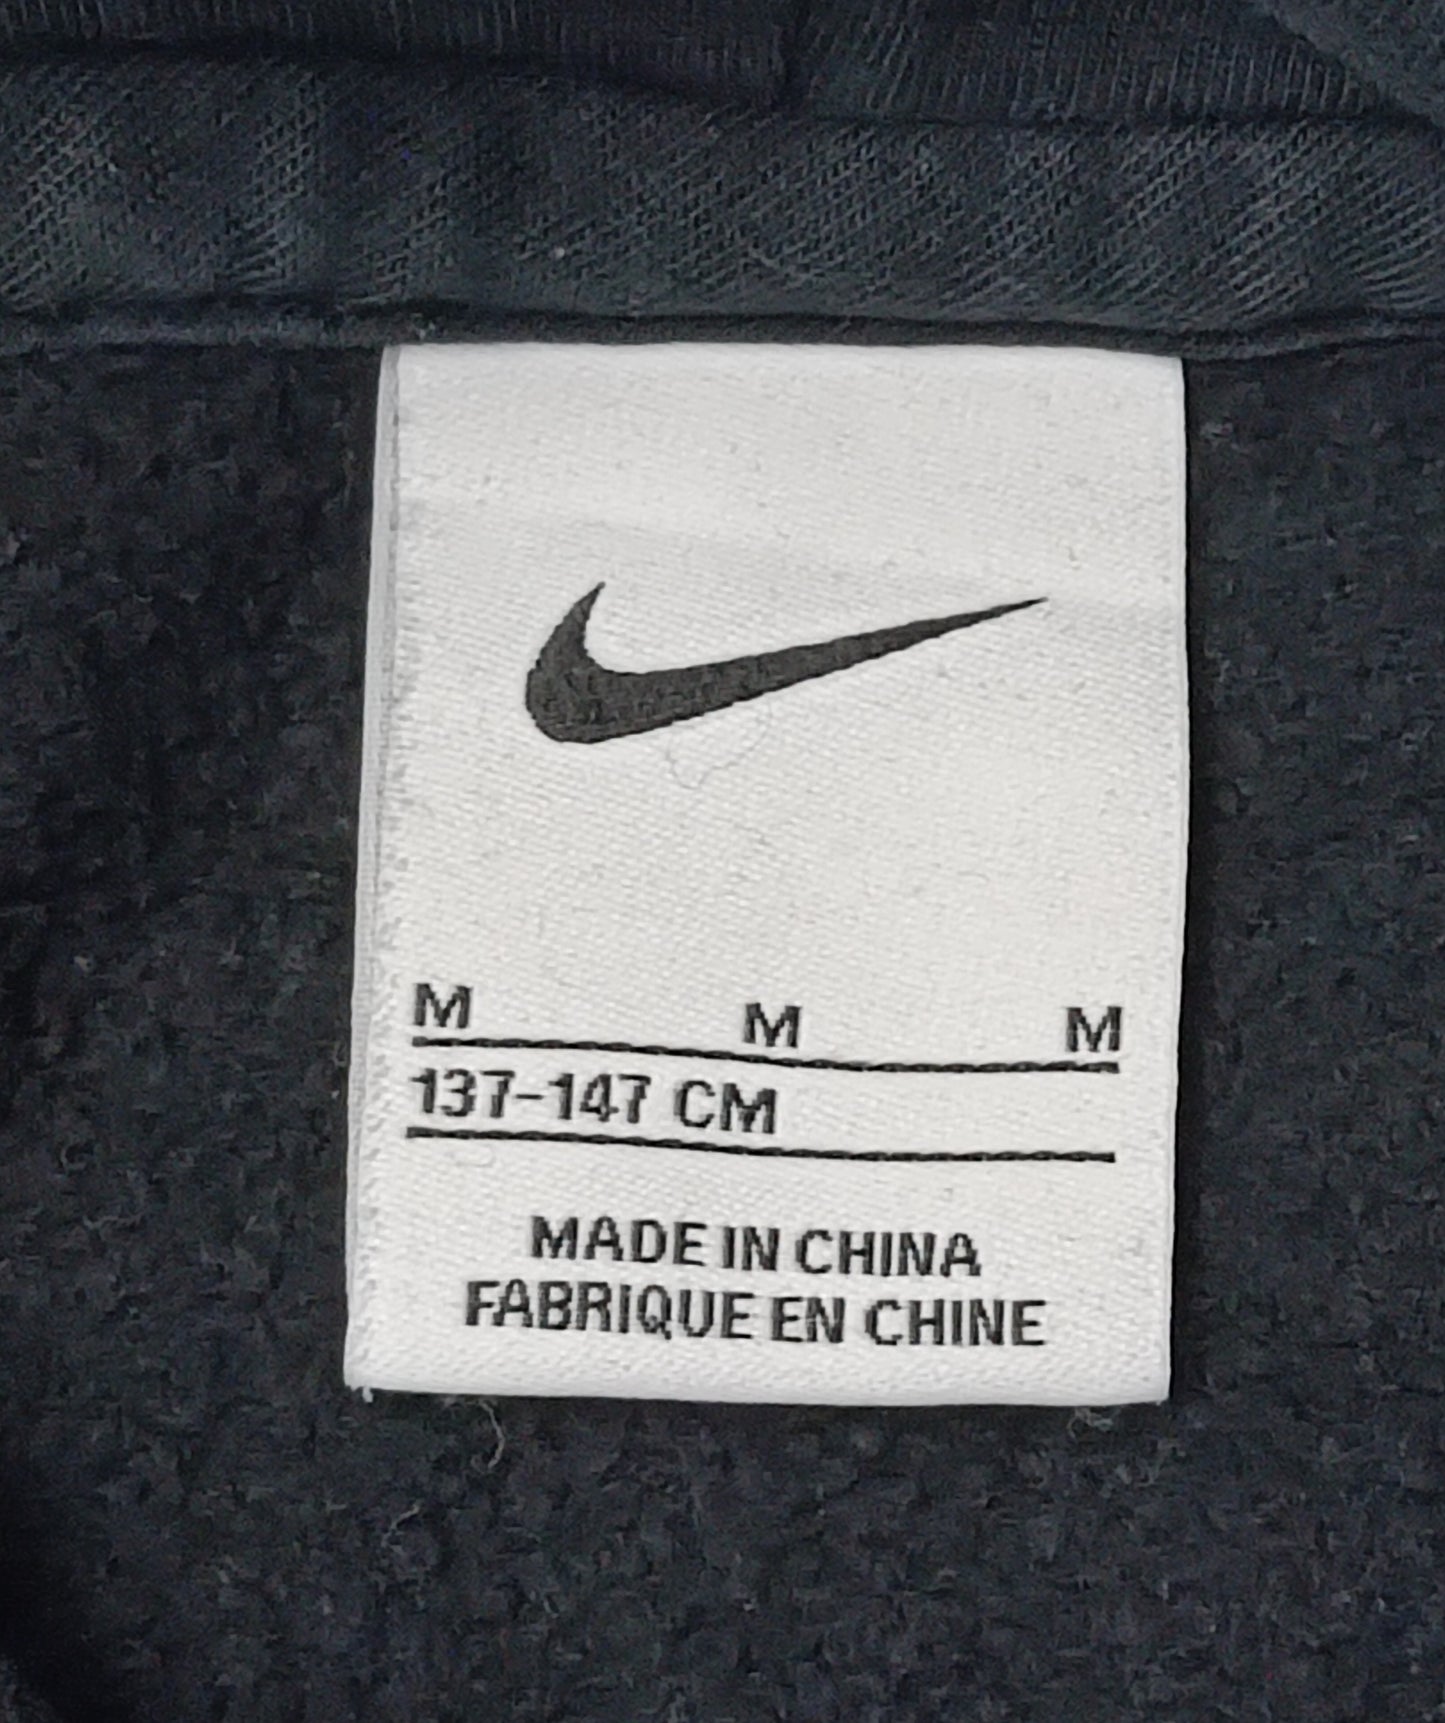 M M M
137-147 CM
MADE IN CHINA
FABRIQUE EN CHINE